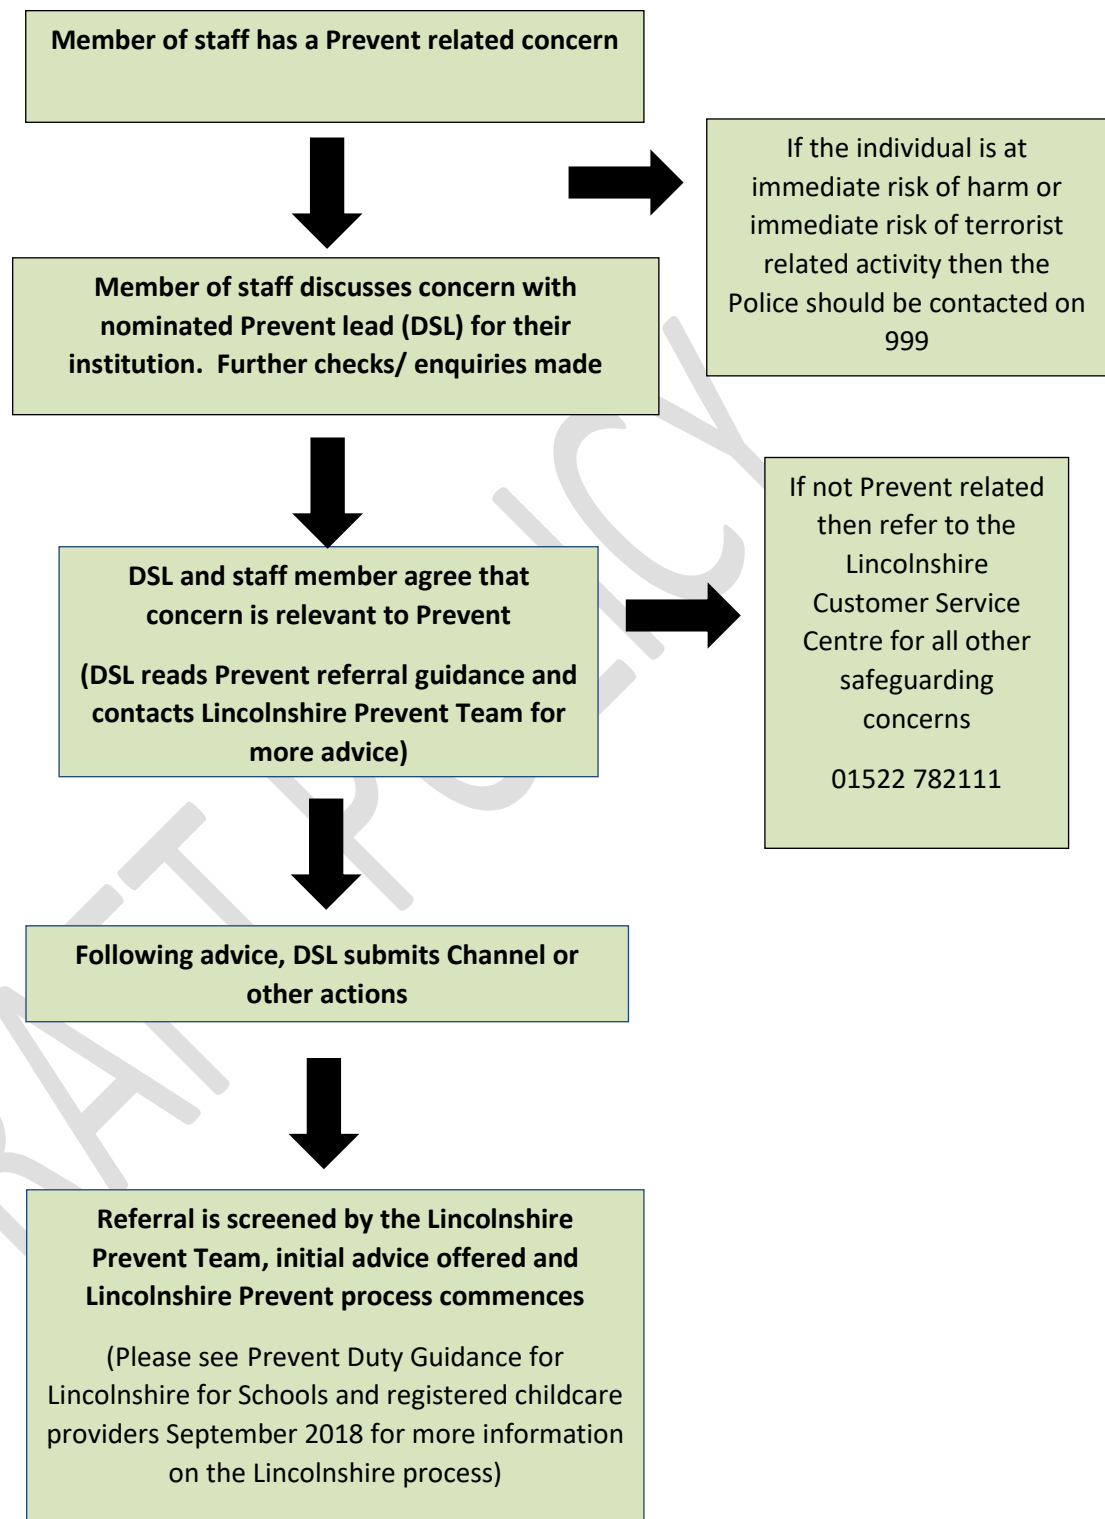 Member of staff has a Prevent related concern
If the individual is at
immediate risk of harm or
immediate risk of terrorist
related activity then the
Police should be contacted on
999
Member of staff discusses concern with
nominated Prevent lead (DSL) for their
institution.  Further checks/ enquiries made
If not Prevent related
then refer to the
Lincolnshire
Customer Service
Centre for all other
safeguarding
concerns
01522 782111
DSL and staff member agree that
concern is relevant to Prevent
(DSL reads Prevent referral guidance and
contacts Lincolnshire Prevent Team for
more advice)
Following advice, DSL submits Channel or
other actions
Referral is screened by the Lincolnshire
Prevent Team, initial advice offered and
Lincolnshire Prevent process commences
(Please see Prevent Duty Guidance for
Lincolnshire for Schools and registered childcare
providers September 2018 for more information
on the Lincolnshire process)
RAFT POLICY